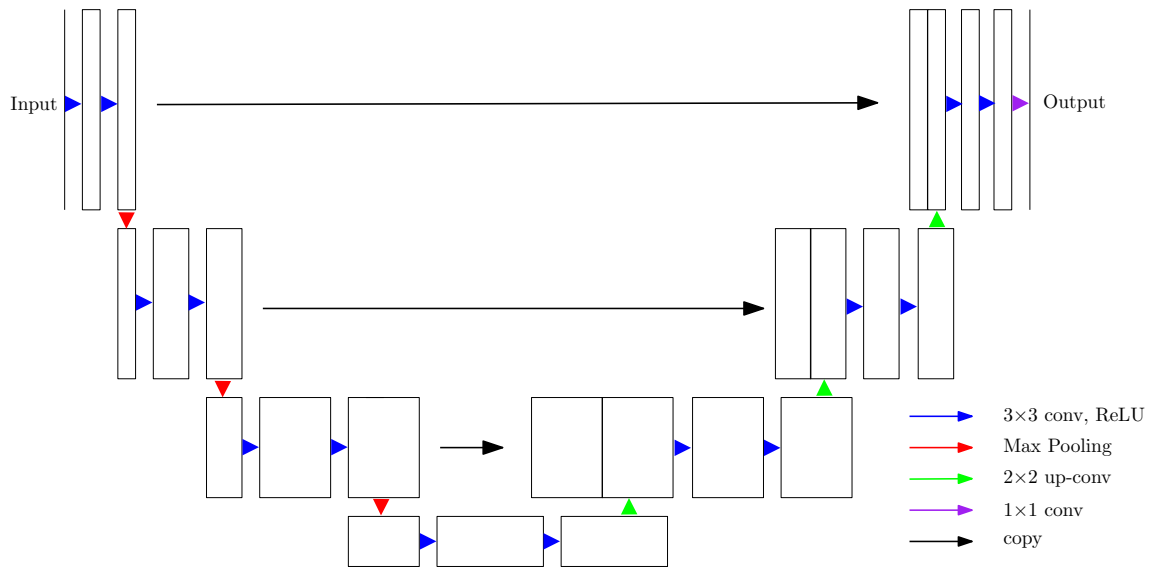 Input
Output
3×3 conv, ReLU
Max Pooling
2×2 up-conv
1×1 conv
copy